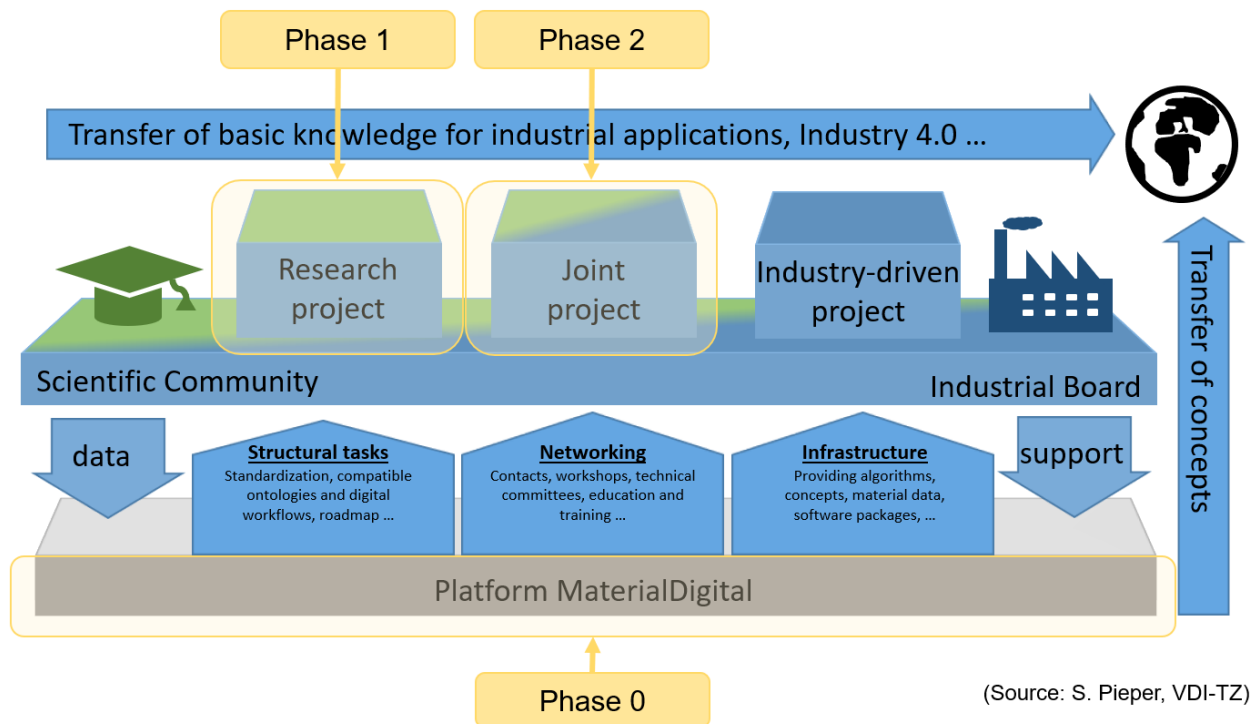 Phase 1
Phase 2
Transfer of basic knowledge for industrial applications, Industry 4.0 ...
Research
project
Joint
project
Industry-driven
project
Scientific Community
Industrial Board
Transfer of concepts
data
Structural tasks
Standardization, compatible
ontologies and digital
workflows, roadmap ...
Networking
Contacts, workshops, technical
committees, education and
training ...
Infrastructure
Providing algorithms,
concepts, material data,
software packages, ...
support
Platform MaterialDigital
Phase 0
(Source: S. Pieper, VDI-TZ)